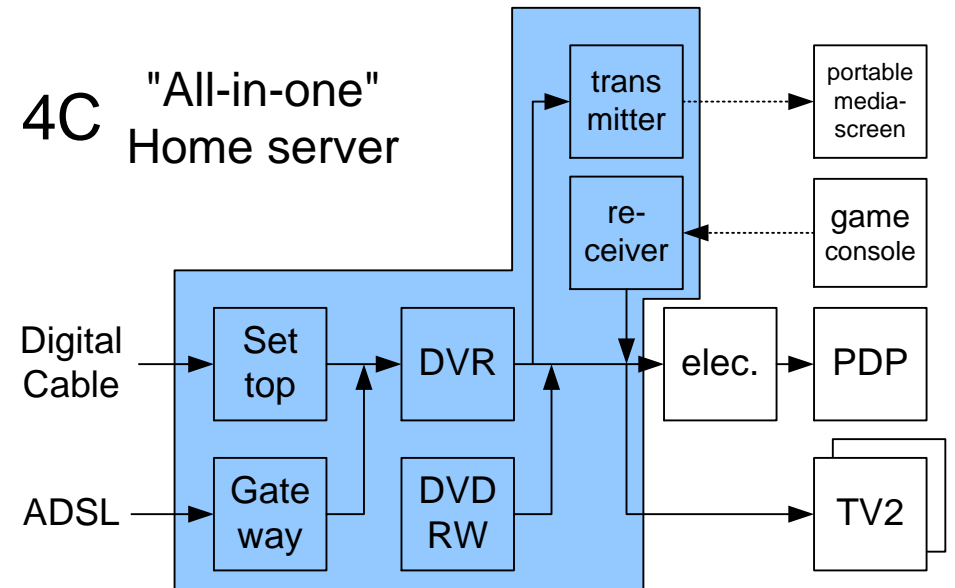 4C
"All-in-one"
Home server
trans
mitter
portable
media-
screen
re-
ceiver
game
console
Digital
Cable
Set
top
DVR
elec.
PDP
ADSL
Gate
way
DVD
RW
TV2